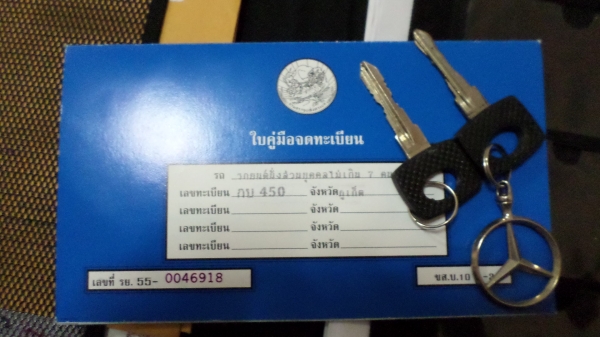 ใบคู่มือจดทะเบียน
รถ รถยนต์นั่งส่วนบุคคลไม่เกิน 7 คน
เลขทะเบียน กบ 450 จังหวัด ภูเก็ต
เลขทะเบียน จังหวัด
เลขทะเบียน จังหวัด
เลขทะเบียน จังหวัด
เลขที่ รย. 55- 0046918 ขส.บ.10